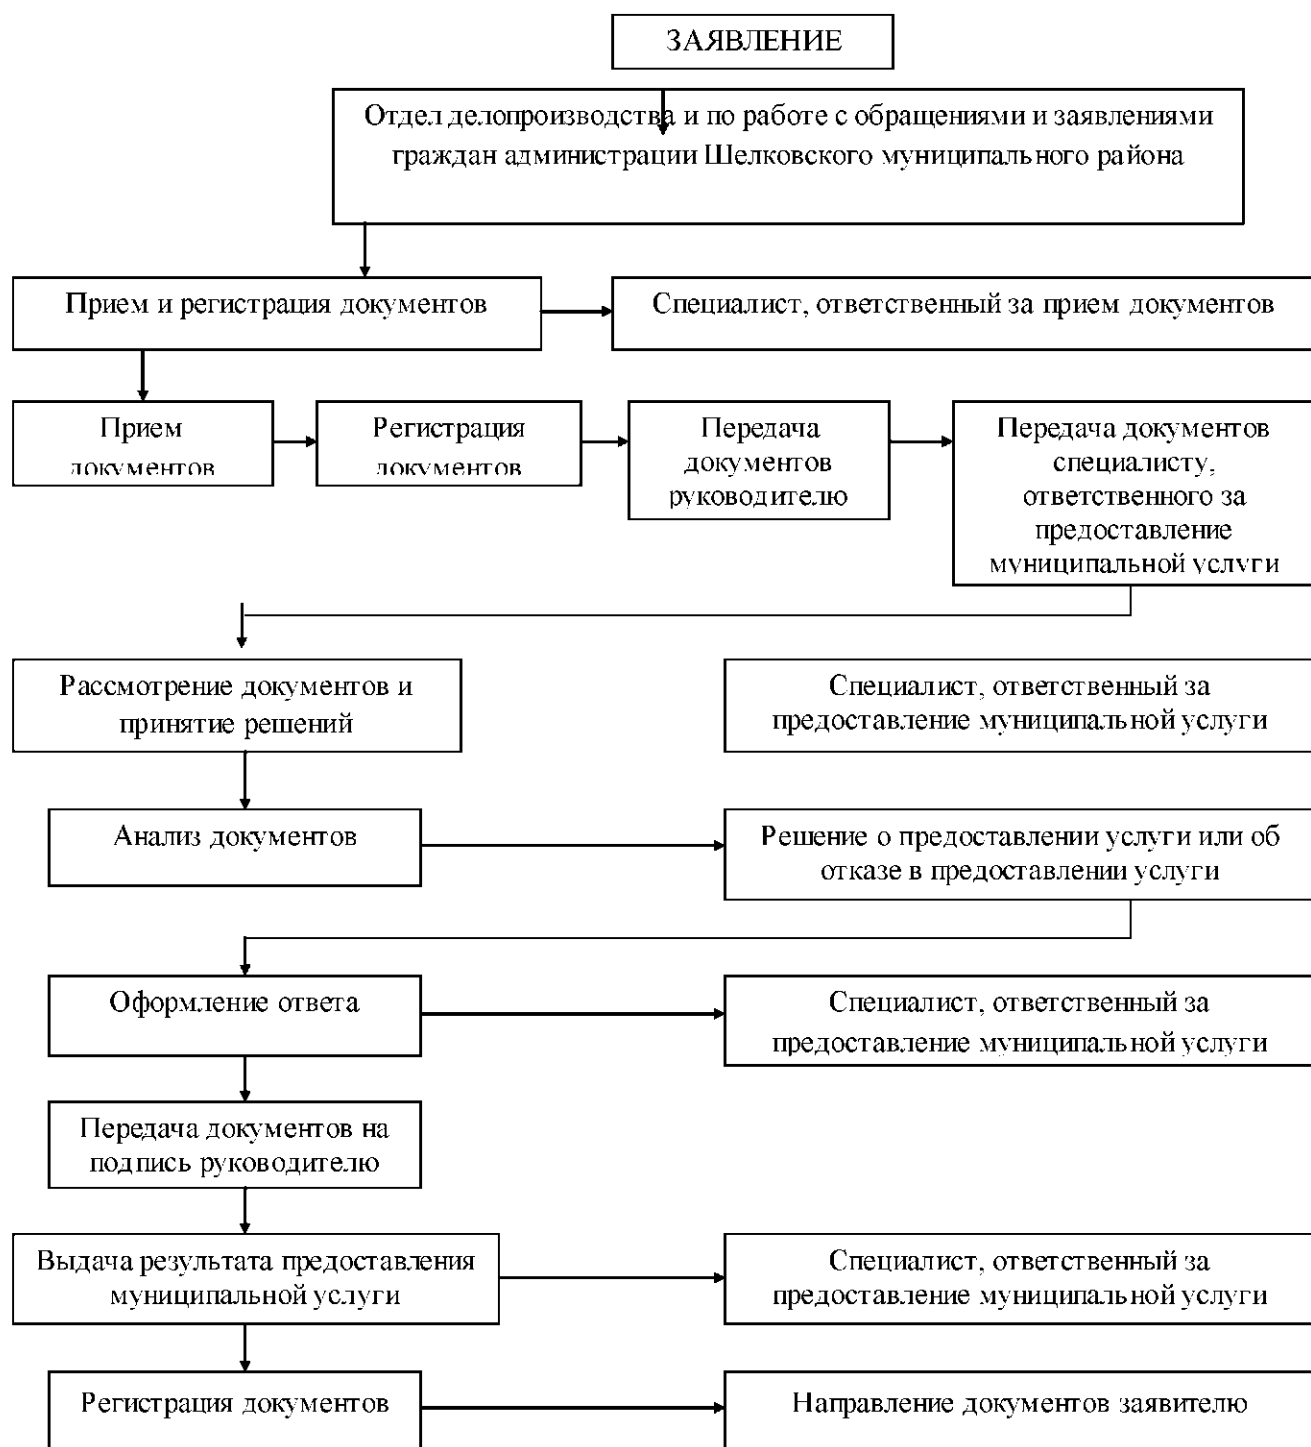 ЗАЯВЛЕНИЕ
Отдел делопроизводства и по работе с обращениями и заявлениями
граждан администрации Шелковского муниципального района
Прием и регистрация документов
Специалист, ответственный за прием документов
Прием
документов
Регистрация
документов
Передача
документов
руководителю
Передача документов
специалисту,
ответственного за
предоставление
муниципальной услуги
Рассмотрение документов и
принятие решений
Специалист, ответственный за
предоставление муниципальной услуги
Анализ документов
Решение о предоставлении услуги или об
отказе в предоставлении услуги
Оформление ответа
Специалист, ответственный за
предоставление муниципальной услуги
Передача документов на
подпись руководителю
Выдача результата предоставления
муниципальной услуги
Специалист, ответственный за
предоставление муниципальной услуги
Регистрация документов
Направление документов заявителю